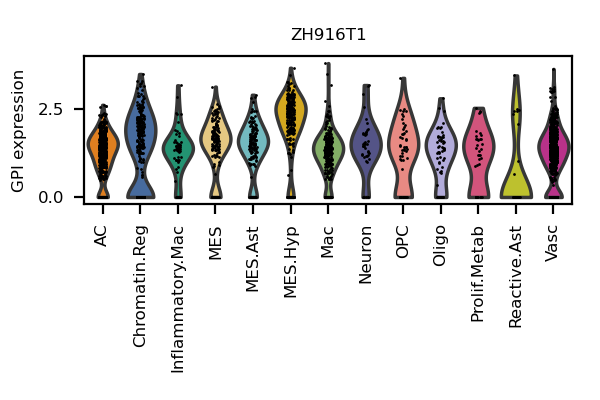 ZH916T1
GPI expression
2.5
0.0
AC
Chromatin.Reg
Inflammatory.Mac
MES
MES.Ast
MES.Hyp
Mac
Neuron
OPC
Oligo
Prolif.Metab
Reactive.Ast
Vasc